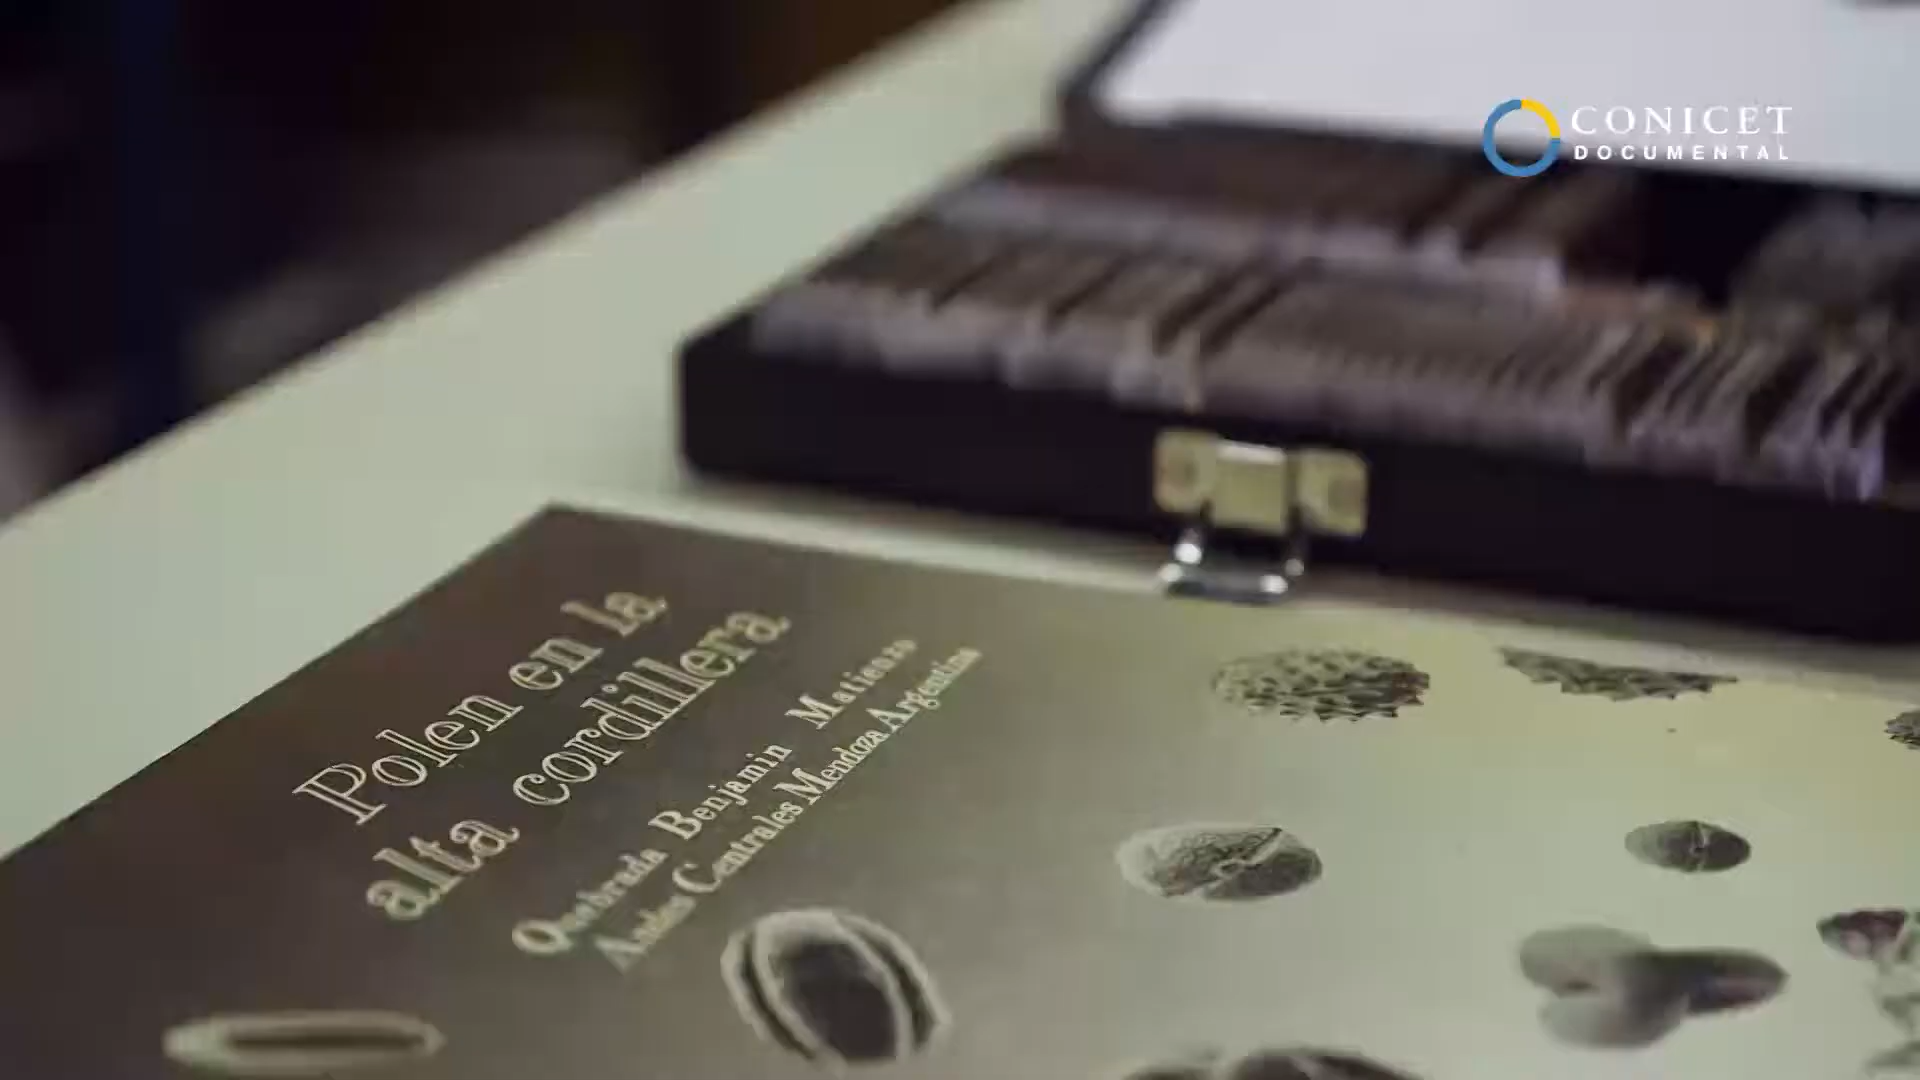 CONICET
DOCUMENTAL
Polen en la
alta cordillera
Quebrada Benjamin Matienzo
Andes Centrales Mendoza Argentina